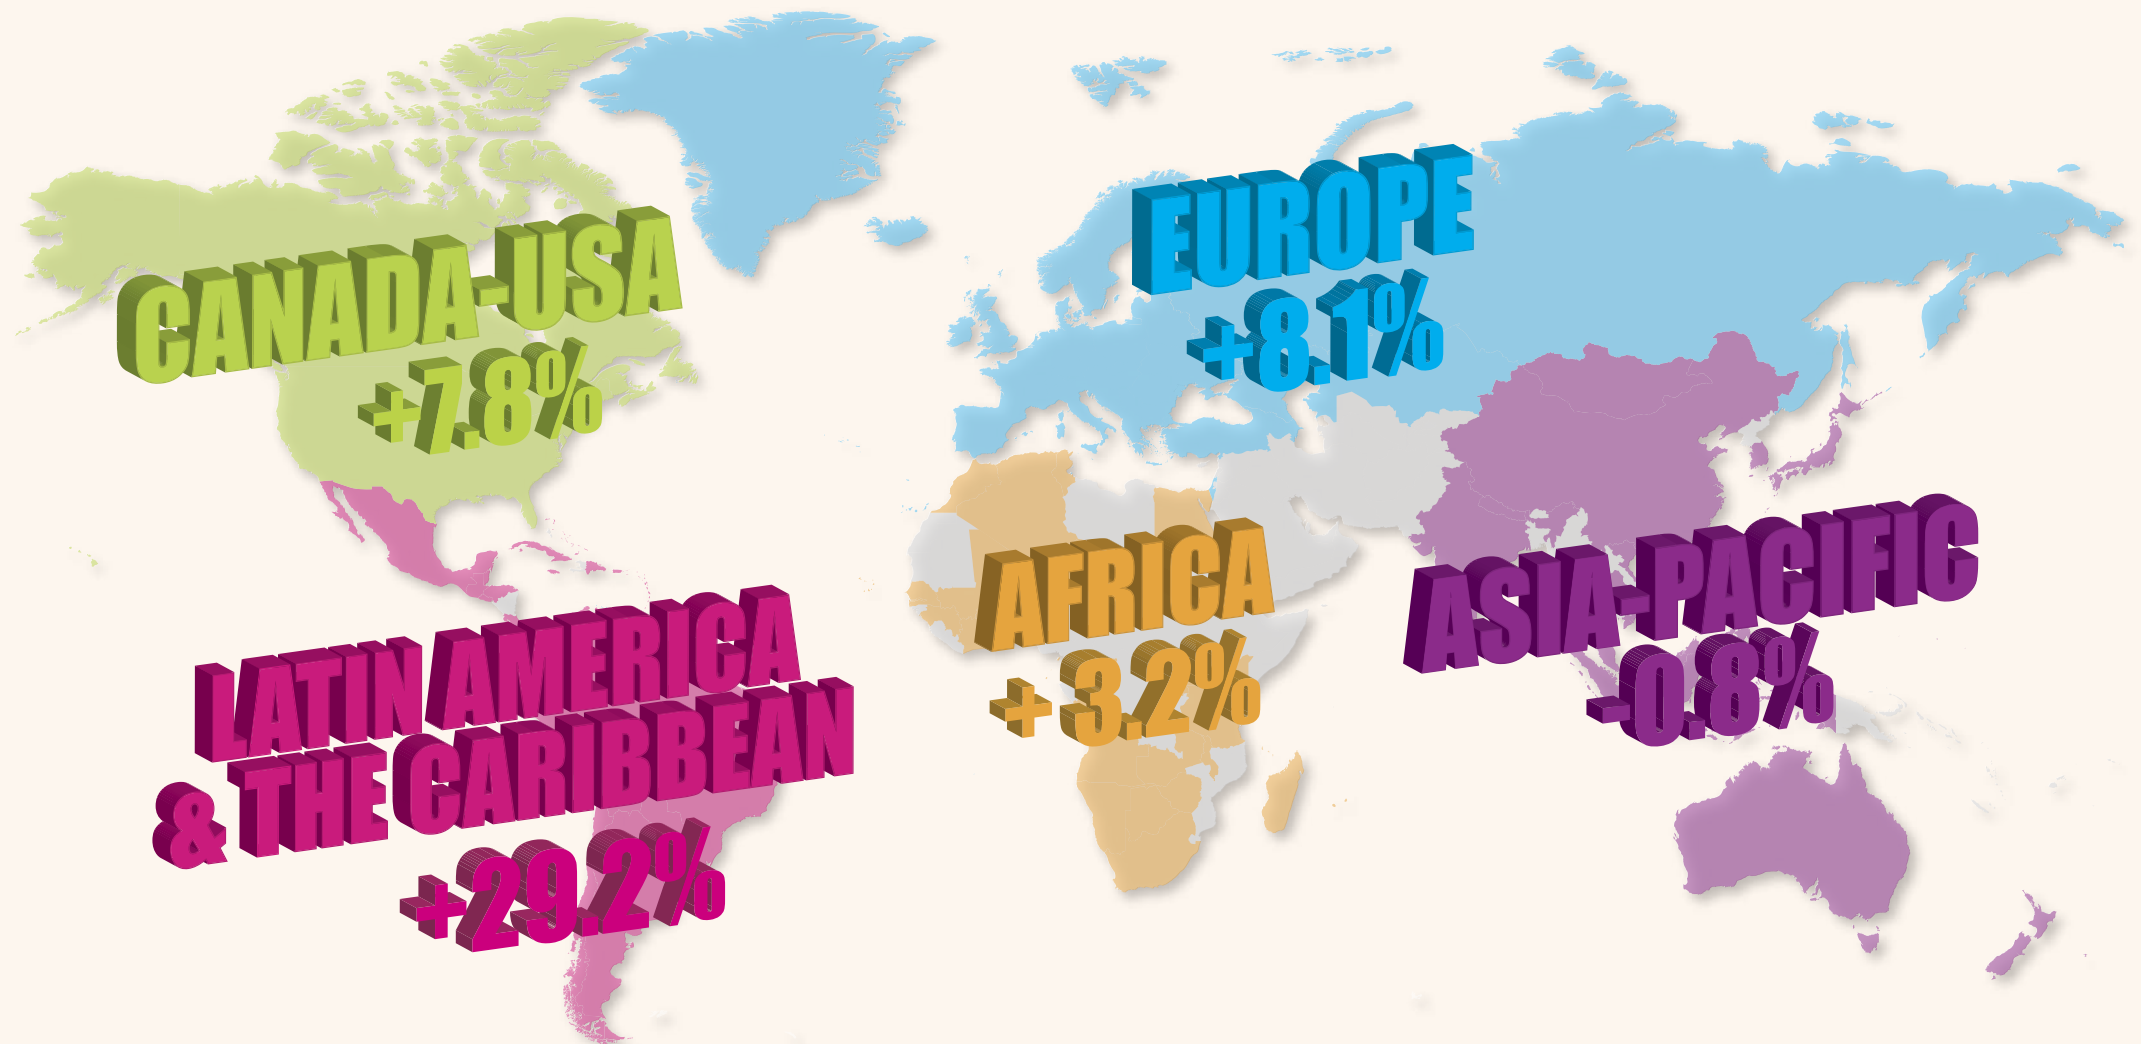 CANADA-USA
+7.8%
EUROPE
+8.1%
LATIN AMERICA
& THE CARIBBEAN
+29.2%
AFRICA
+3.2%
ASIA-PACIFIC
-0.8%